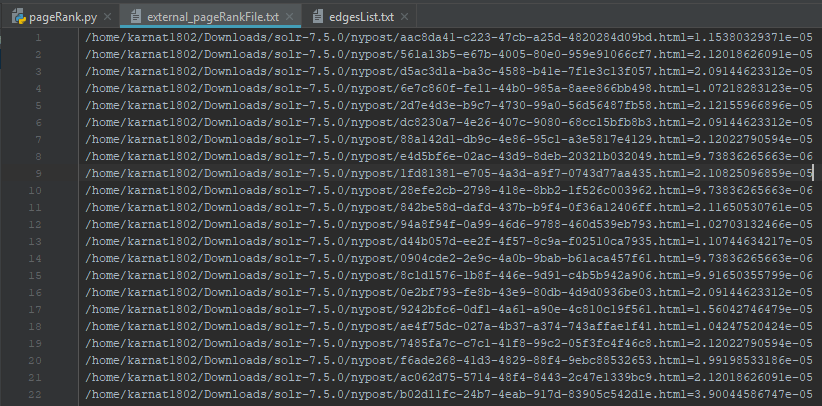 pageRank.py × external_pageRankFile.txt × edgesList.txt ×
1 /home/karnat1802/Downloads/solr-7.5.0/nypost/aac8da41-c223-47cb-a25d-4820284d09bd.html=1.15380329371e-05
2 /home/karnat1802/Downloads/solr-7.5.0/nypost/561a13b5-e67b-4005-80e0-959e91066cf7.html=2.12018626091e-05
3 /home/karnat1802/Downloads/solr-7.5.0/nypost/d5ac3d1a-ba3c-4588-b41e-7f1e3c13f057.html=2.09144623312e-05
4 /home/karnat1802/Downloads/solr-7.5.0/nypost/6e7c860f-fe11-44b0-985a-8aee866bb498.html=1.07218283123e-05
5 /home/karnat1802/Downloads/solr-7.5.0/nypost/2d7e4d3e-b9c7-4730-99a0-56d56487fb58.html=2.12155966896e-05
6 /home/karnat1802/Downloads/solr-7.5.0/nypost/dc8230a7-4e26-407c-9080-68cc15bfb8b3.html=2.09144623312e-05
7 /home/karnat1802/Downloads/solr-7.5.0/nypost/88a142d1-db9c-4e86-95c1-a3e5817e4129.html=2.12022790594e-05
8 /home/karnat1802/Downloads/solr-7.5.0/nypost/e4d5bf6e-02ac-43d9-8deb-20321b032049.html=9.73836265663e-06
9 /home/karnat1802/Downloads/solr-7.5.0/nypost/1fd81381-e705-4a3d-a9f7-0743d77aa435.html=2.10825096859e-05
10 /home/karnat1802/Downloads/solr-7.5.0/nypost/28efe2cb-2798-418e-8bb2-1f526c003962.html=9.73836265663e-06
11 /home/karnat1802/Downloads/solr-7.5.0/nypost/842be58d-dafd-437b-b9f4-0f36a12406ff.html=2.11650530761e-05
12 /home/karnat1802/Downloads/solr-7.5.0/nypost/94a8f94f-0a99-46d6-9788-460d539eb793.html=1.02703132466e-05
13 /home/karnat1802/Downloads/solr-7.5.0/nypost/d44b057d-ee2f-4f57-8c9a-f02510ca7935.html=1.10744634217e-05
14 /home/karnat1802/Downloads/solr-7.5.0/nypost/0904cde2-2e9c-4a0b-9bab-b61aca457f61.html=9.73836265663e-06
15 /home/karnat1802/Downloads/solr-7.5.0/nypost/8c1d1576-1b8f-446e-9d91-c4b5b942a906.html=9.91650355799e-06
16 /home/karnat1802/Downloads/solr-7.5.0/nypost/0e2bf793-fe8b-43e9-80db-4d9d0936be03.html=2.09144623312e-05
17 /home/karnat1802/Downloads/solr-7.5.0/nypost/9242bfc6-0df1-4a61-a90e-4c810c19f561.html=1.56042746479e-05
18 /home/karnat1802/Downloads/solr-7.5.0/nypost/ae4f75dc-027a-4b37-a374-743affae1f41.html=1.04247520424e-05
19 /home/karnat1802/Downloads/solr-7.5.0/nypost/7485fa7c-c7c1-41f8-99c2-05f3fc4f46c8.html=2.12022790594e-05
20 /home/karnat1802/Downloads/solr-7.5.0/nypost/f6ade268-41d3-4829-88f4-9ebc88532653.html=1.99198533186e-05
21 /home/karnat1802/Downloads/solr-7.5.0/nypost/ac062d75-5714-48f4-8443-2c47e1339bc9.html=2.12018626091e-05
22 /home/karnat1802/Downloads/solr-7.5.0/nypost/b02d11fc-24b7-4eab-917d-83905c542d1e.html=3.90044586747e-05